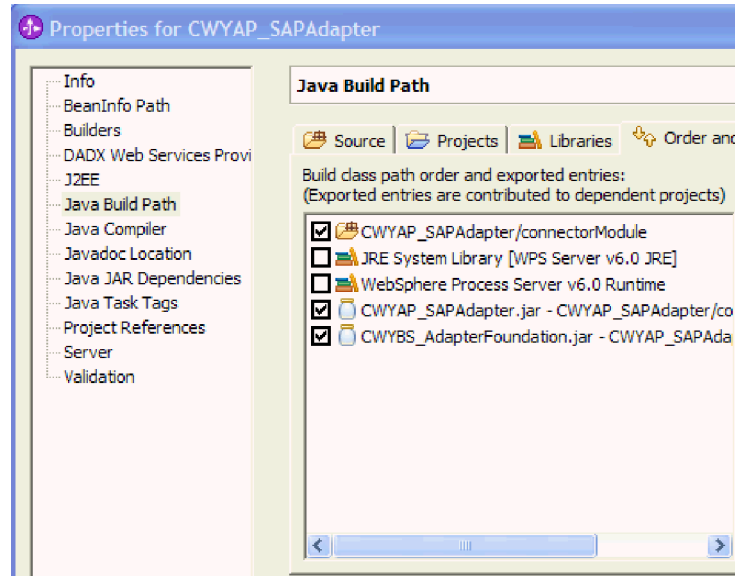 Properties for CWYAP_SAPAdapter
Info
BeanInfo Path
Builders
DADX Web Services Provi
J2EE
Java Build Path
Java Compiler
Javadoc Location
Java JAR Dependencies
Java Task Tags
Project References
Server
Validation
Java Build Path
Source Projects Libraries Order and
Build class path order and exported entries:
(Exported entries are contributed to dependent projects)
CWYAP_SAPAdapter/connectorModule
JRE System Library [WPS Server v6.0 JRE]
WebSphere Process Server v6.0 Runtime
CWYAP_SAPAdapter.jar - CWYAP_SAPAdapter/co
CWYBS_AdapterFoundation.jar - CWYAP_SAPAda